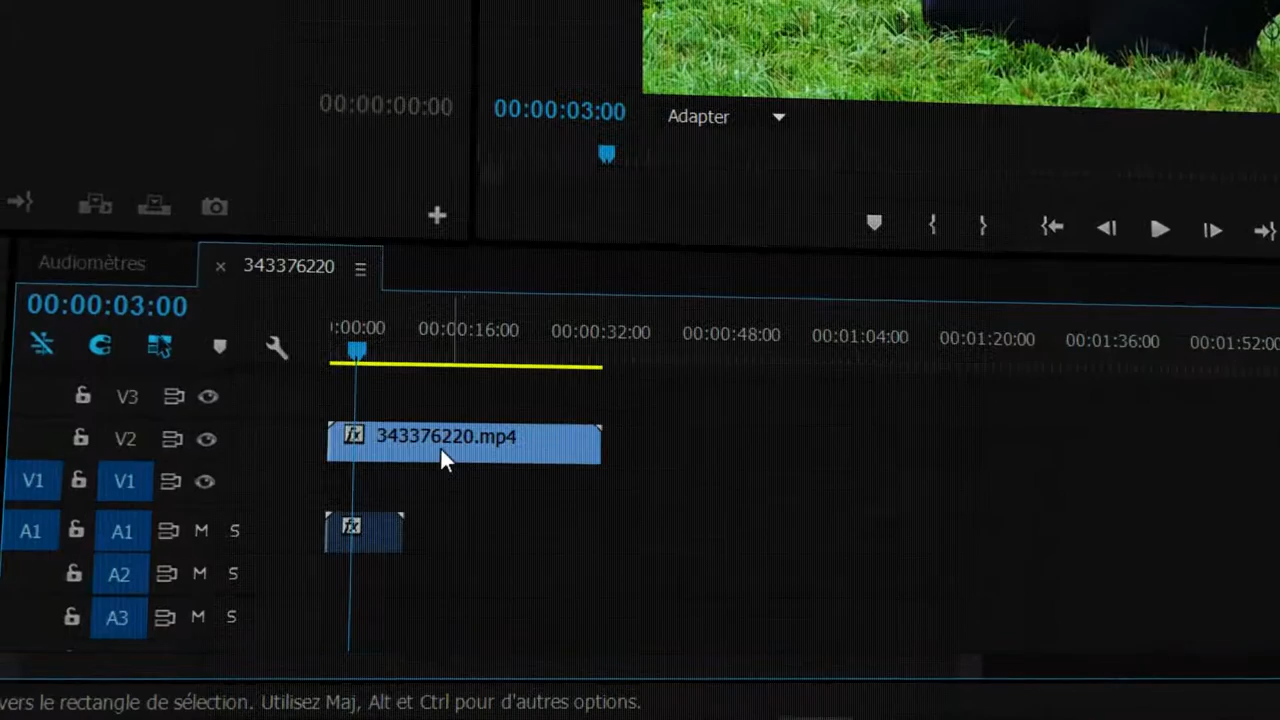 00:00:00:00
00:00:03:00
Adapter
Audiomètres
× 343376220
00:00:03:00
:00:00 00:00:16:00 00:00:32:00 00:00:48:00 00:01:04:00 00:01:20:00 00:01:36:00 00:01:52:00
V3
fx 343376220.mp4
V2
V1 V1
fx
A1 A1 M S
A2 M S
A3 M S
vers le rectangle de sélection. Utilisez Maj, Alt et Ctrl pour d'autres options.